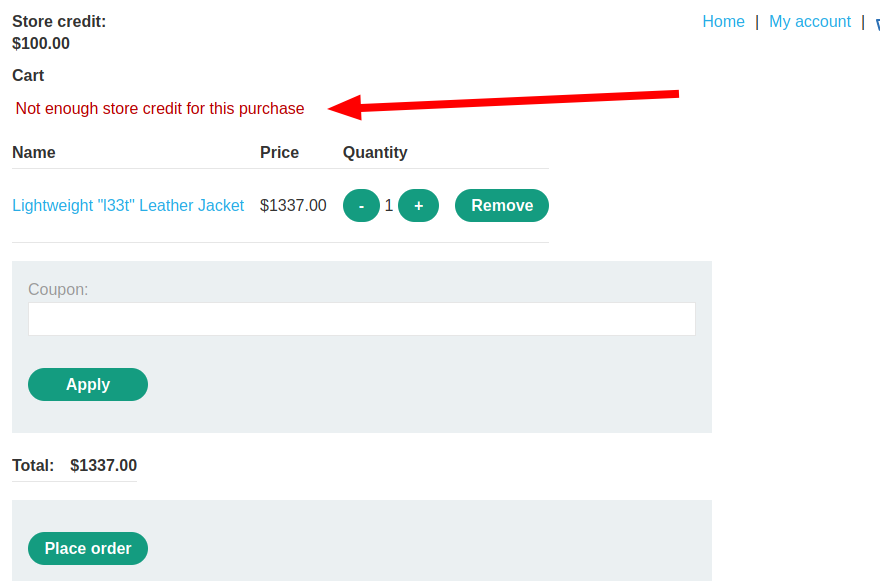 Store credit:
$100.00
Home | My account |
Cart
Not enough store credit for this purchase
Name Price Quantity
Lightweight "l33t" Leather Jacket $1337.00 - 1 + Remove
Coupon:
Apply
Total: $1337.00
Place order